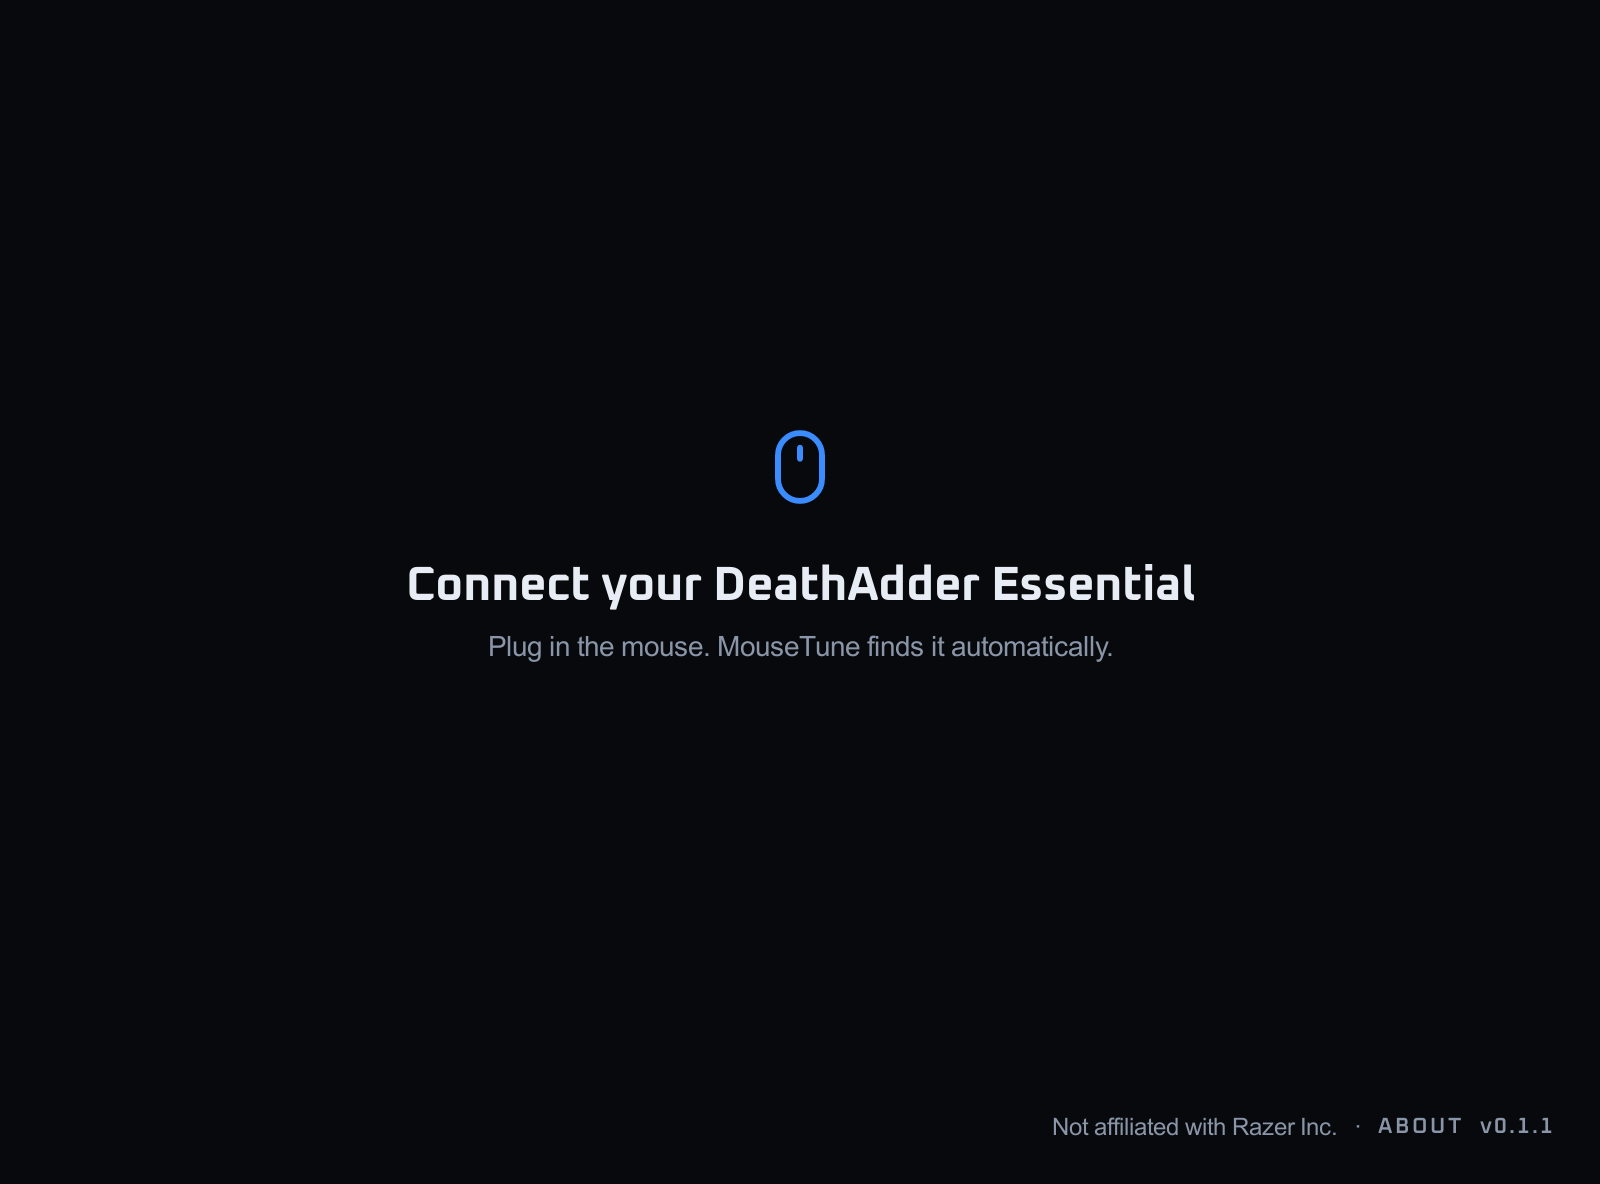 Connect your DeathAdder Essential
Plug in the mouse. MouseTune finds it automatically.
Not affiliated with Razer Inc. · ABOUT v0.1.1